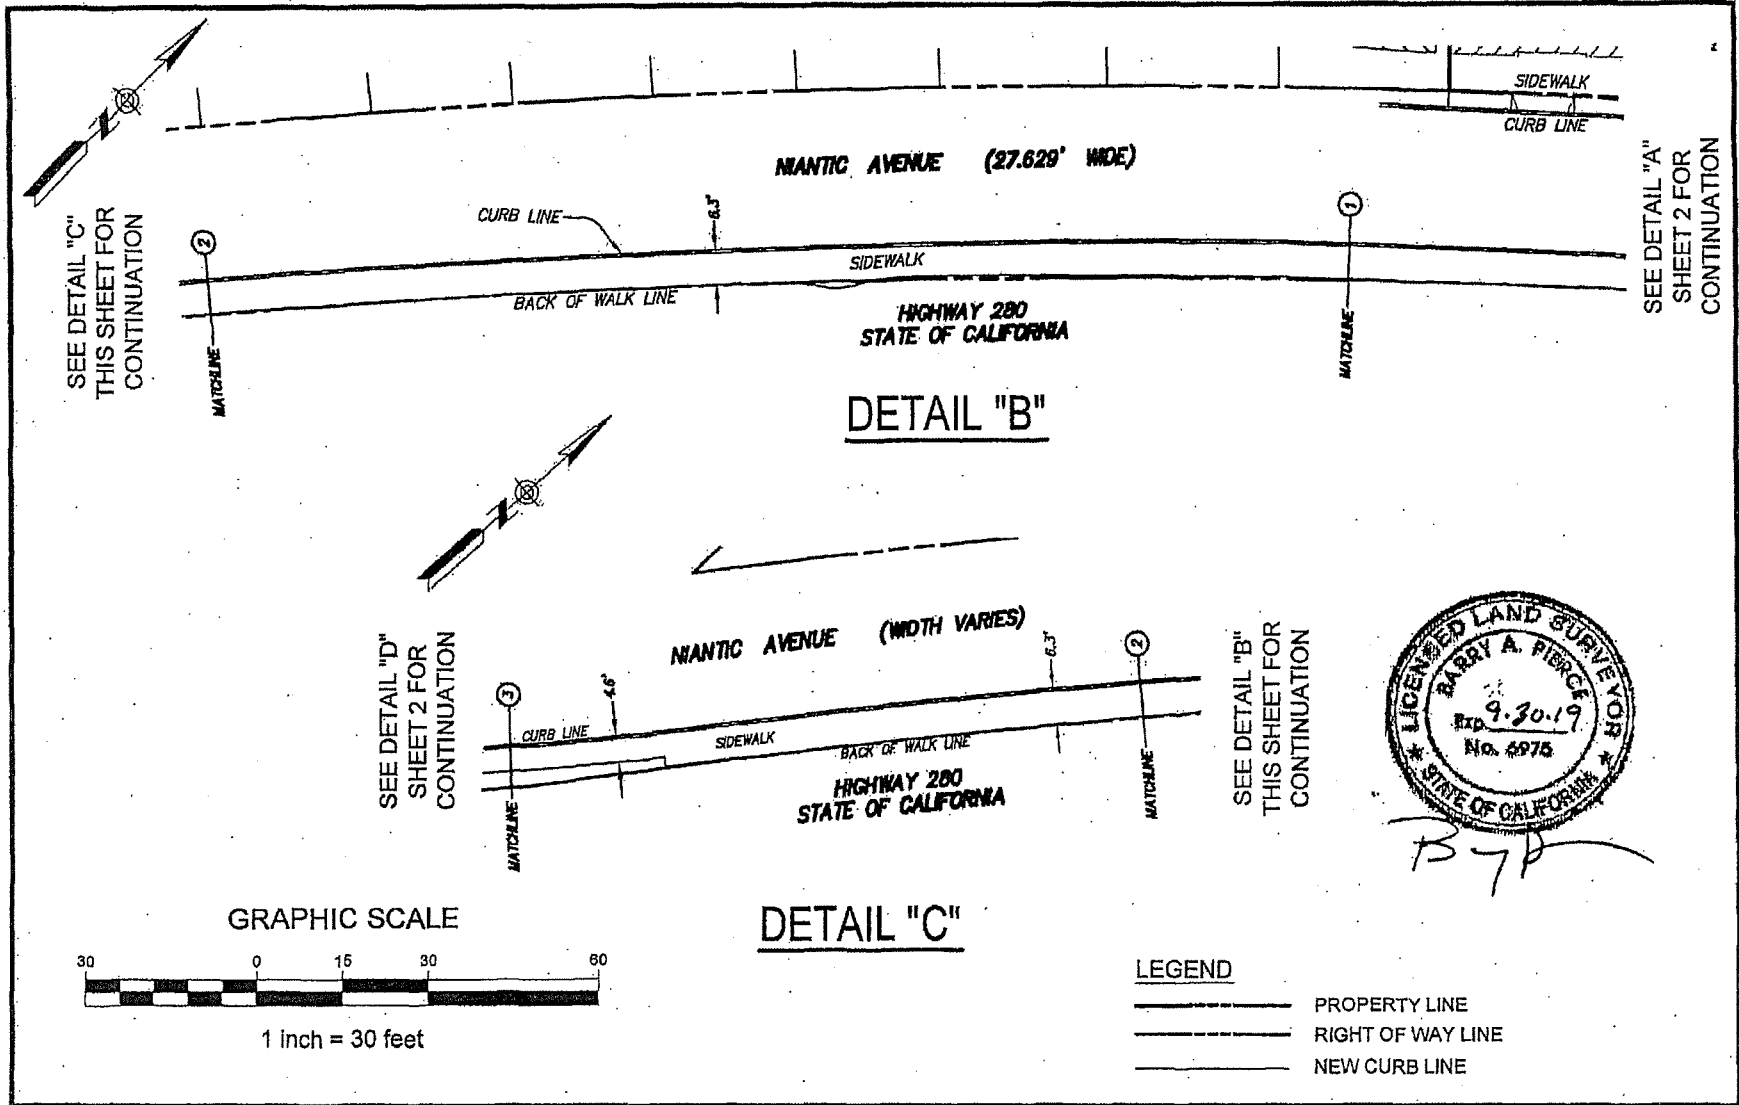 SIDEWALK
CURB LINE
NIANTIC AVENUE (27.629' WIDE)
SEE DETAIL "A"
SHEET 2 FOR
CONTINUATION
SEE DETAIL "C"
THIS SHEET FOR
CONTINUATION
2
CURB LINE
6.3'
1
SIDEWALK
BACK OF WALK LINE
HIGHWAY 280
STATE OF CALIFORNIA
MATCHLINE
MATCHLINE
DETAIL "B"
NIANTIC AVENUE (WIDTH VARIES)
SEE DETAIL "D"
SHEET 2 FOR
CONTINUATION
3
4.6'
6.3'
2
SEE DETAIL "B"
THIS SHEET FOR
CONTINUATION
CURB LINE
SIDEWALK
BACK OF WALK LINE
HIGHWAY 280
STATE OF CALIFORNIA
MATCHLINE
MATCHLINE
DETAIL "C"
LICENSED LAND SURVEYOR
BARRY A. PIERCE
Exp. 9-30-19
No. 6975
STATE OF CALIFORNIA
GRAPHIC SCALE
30 0 15 30 60
1 inch = 30 feet
LEGEND
PROPERTY LINE
RIGHT OF WAY LINE
NEW CURB LINE